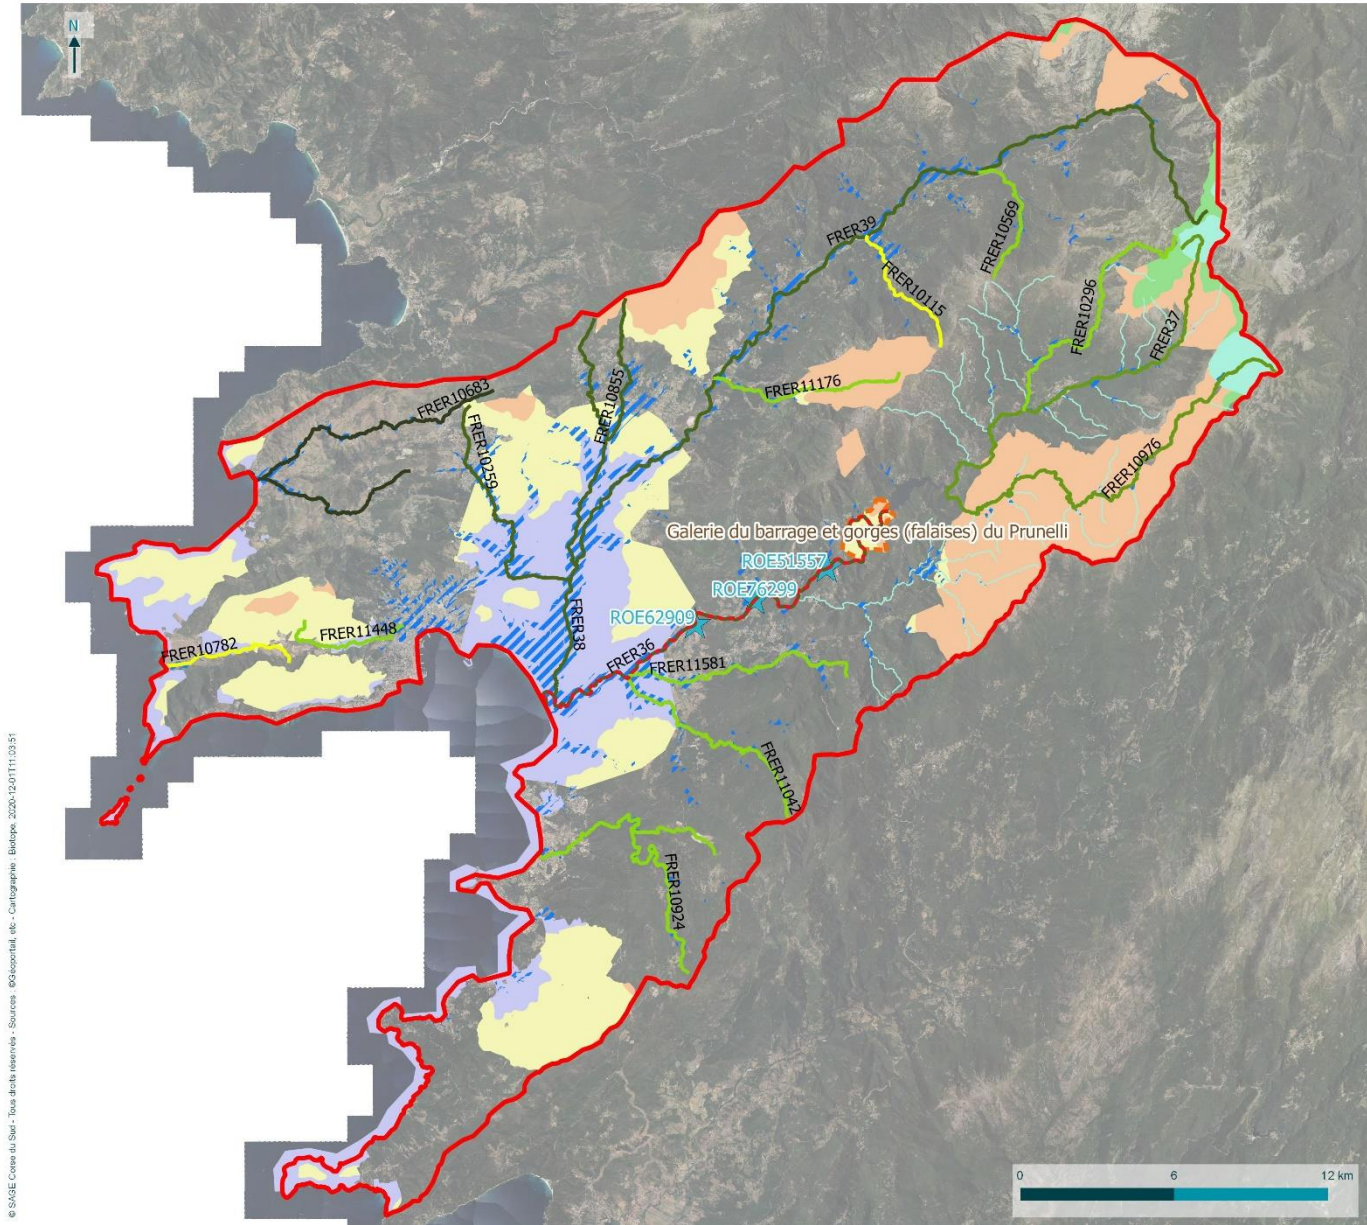 N
FRER39
FRER10569
FRER10115
FRER10296
FRER37
FRER11176
FRER10855
FRER10683
FRER10259
FRER10976
Galerie du barrage et gorges (falaises) du Prunelli
ROE51557
ROE76299
ROE62909
FRER38
FRER11448
FRER10782
FRER36
FRER11581
FRER11042
FRER10924
0 6 12 km
© SAGE Corse du Sud - Tous droits réservés - Sources : ©Géoportail, etc - Cartographie : Biotope, 2020-12-01T11:03:51